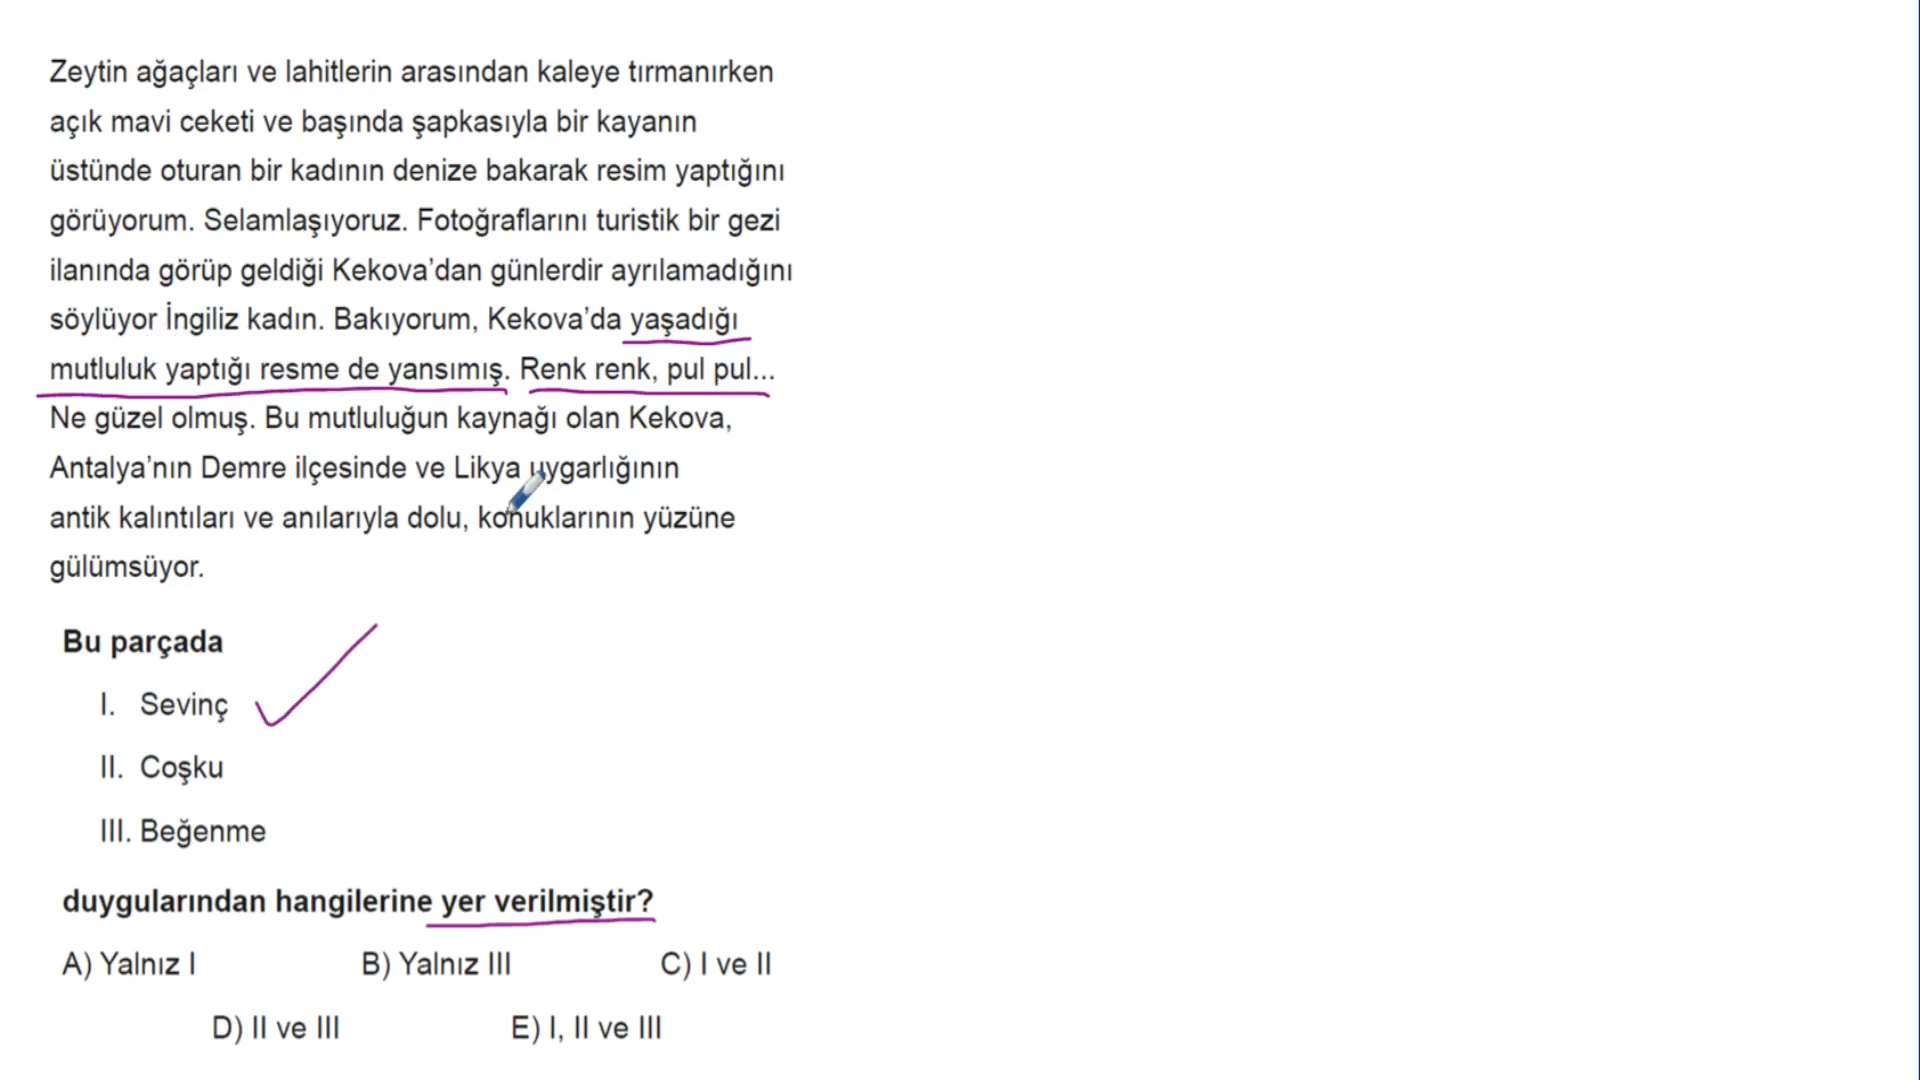 Zeytin ağaçları ve lahitlerin arasından kaleye tırmanırken
açık mavi ceketi ve başında şapkasıyla bir kayanın
üstünde oturan bir kadının denize bakarak resim yaptığını
görüyorum. Selamlaşıyoruz. Fotoğraflarını turistik bir gezi
ilanında görüp geldiği Kekova’dan günlerdir ayrılamadığını
söylüyor İngiliz kadın. Bakıyorum, Kekova’da yaşadığı
mutluluk yaptığı resme de yansımış. Renk renk, pul pul...
Ne güzel olmuş. Bu mutluluğun kaynağı olan Kekova,
Antalya’nın Demre ilçesinde ve Likya uygarlığının
antik kalıntıları ve anılarıyla dolu, konuklarının yüzüne
gülümsüyor.
Bu parçada
I. Sevinç
II. Coşku
III. Beğenme
duygularından hangilerine yer verilmiştir?
A) Yalnız I B) Yalnız III C) I ve II
D) II ve III E) I, II ve III